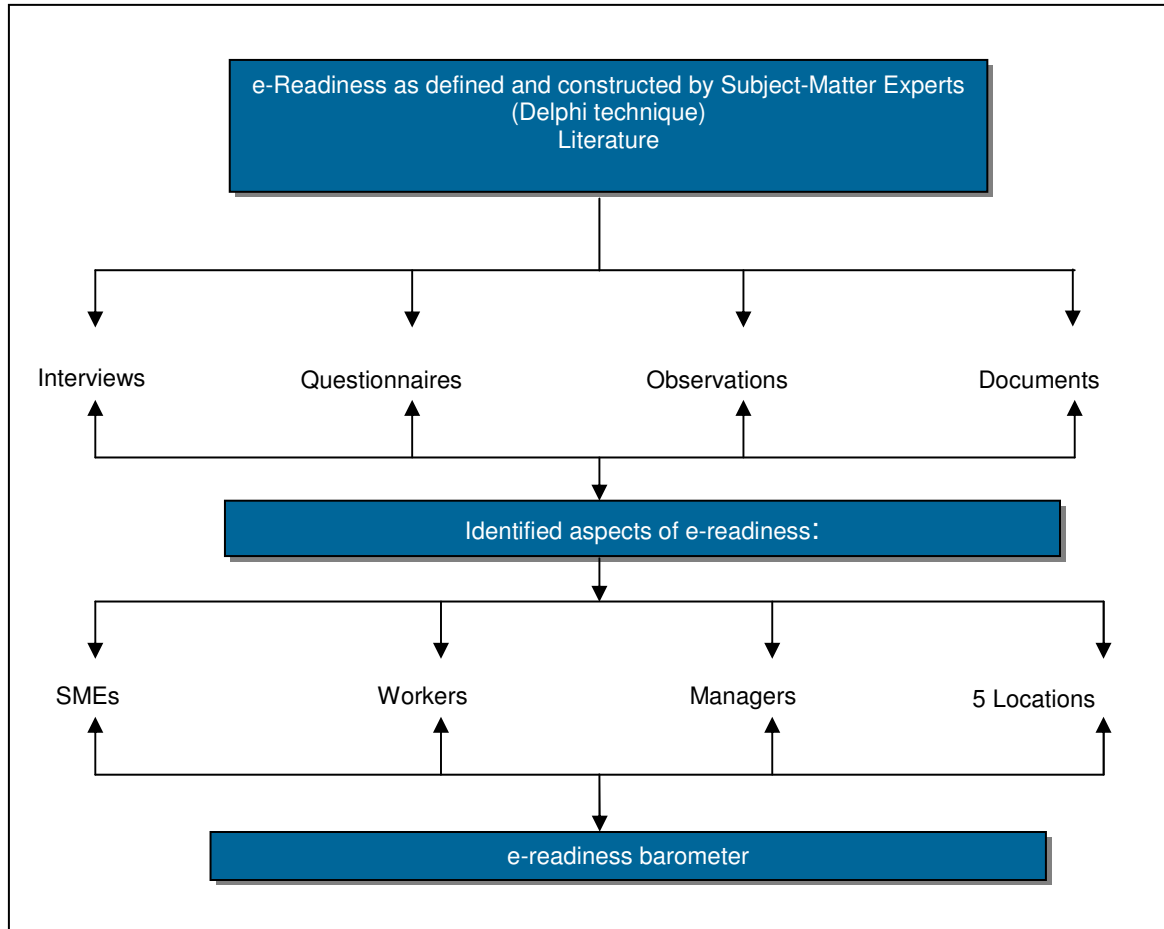 e-Readiness as defined and constructed by Subject-Matter Experts
(Delphi technique)
Literature
Interviews
Questionnaires
Observations
Documents
Identified aspects of e-readiness:
SMEs
Workers
Managers
5 Locations
e-readiness barometer